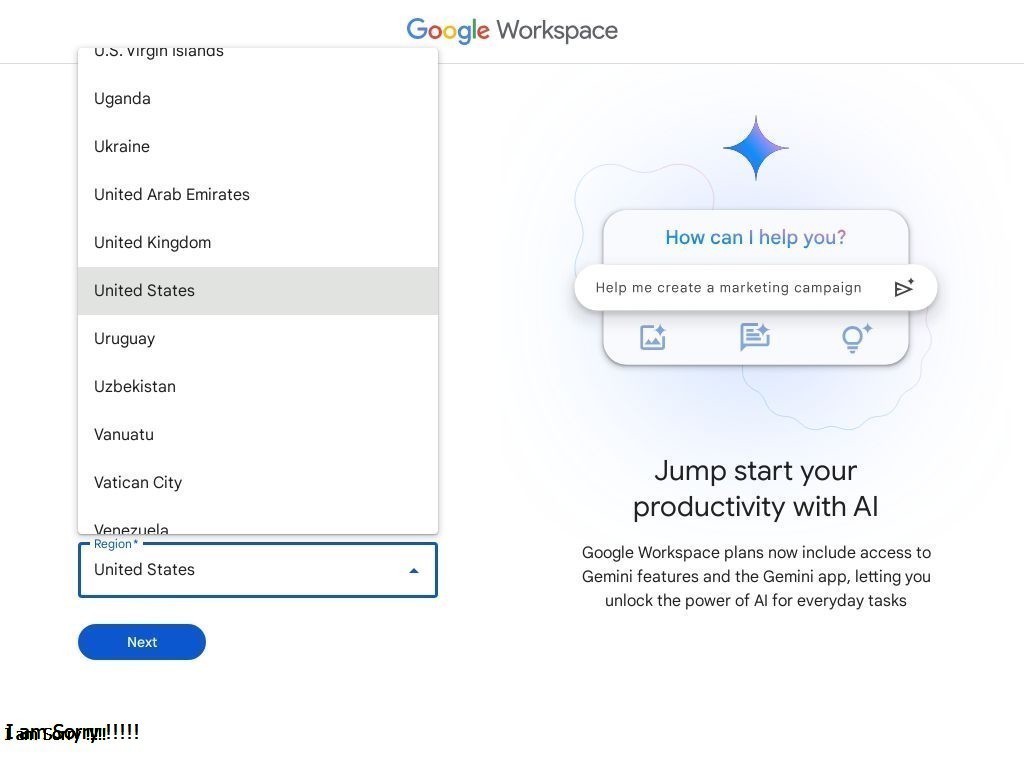 Google Workspace
U.S. Virgin Islands
Uganda
Ukraine
United Arab Emirates
United Kingdom
United States
Uruguay
Uzbekistan
Vanuatu
Vatican City
Venezuela
Region*
United States
Next
How can I help you?
Help me create a marketing campaign
Jump start your
productivity with AI
Google Workspace plans now include access to
Gemini features and the Gemini app, letting you
unlock the power of AI for everyday tasks
I am Sorry !!!!!
I am Sorry !!!!!